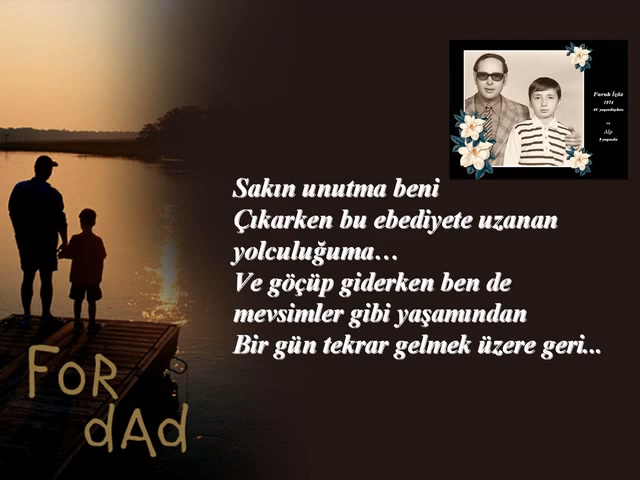 Faruk İçöz
1974
ve
Alp
Sakın unutma beni
Çıkarken bu ebediyete uzanan
yolculuğuma…
Ve göçüp giderken ben de
mevsimler gibi yaşamından
Bir gün tekrar gelmek üzere geri...
FOR
dAd